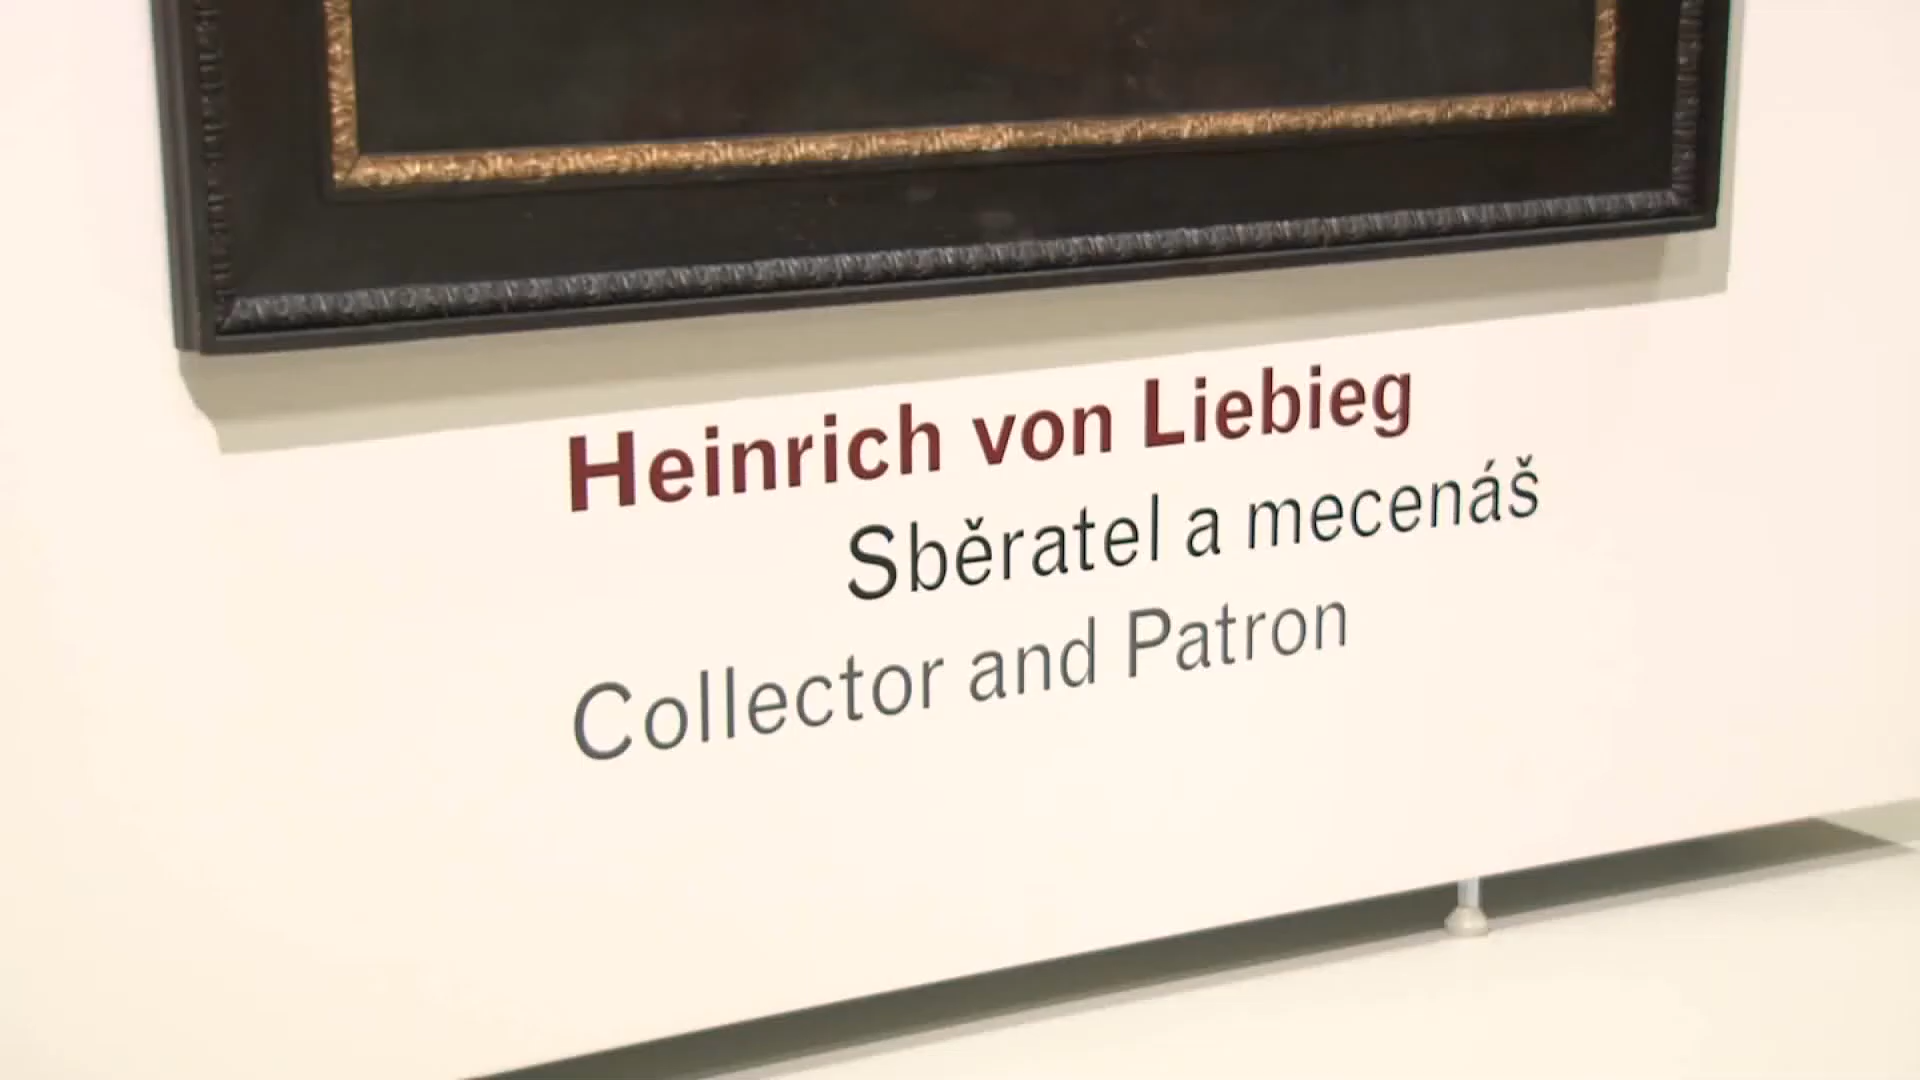 Heinrich von Liebieg
Sběratel a mecenáš
Collector and Patron